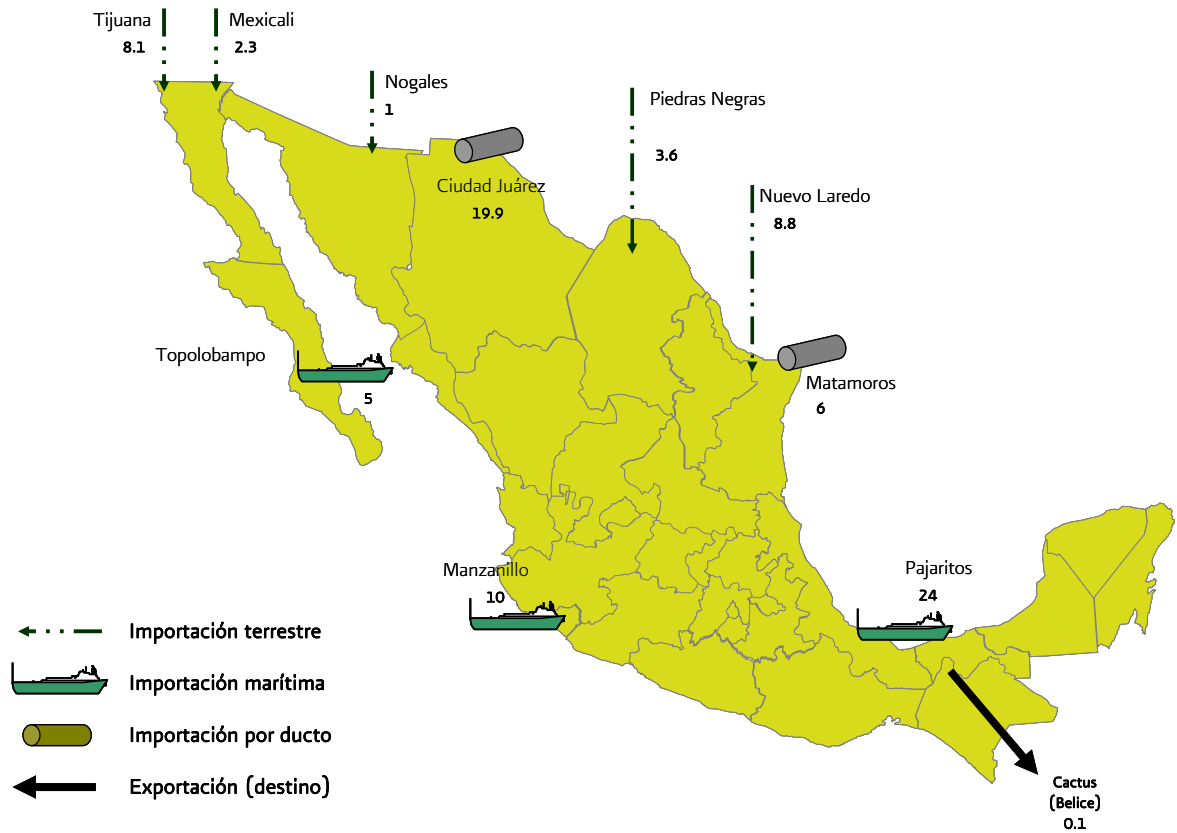 Tijuana
8.1
Mexicali
2.3
Nogales
1
Piedras Negras
3.6
Ciudad Juárez
19.9
Nuevo Laredo
8.8
Topolobampo
5
Matamoros
6
Manzanillo
10
Pajaritos
24
Importación terrestre
Importación marítima
Importación por ducto
Exportación (destino)
Cactus
(Belice)
0.1